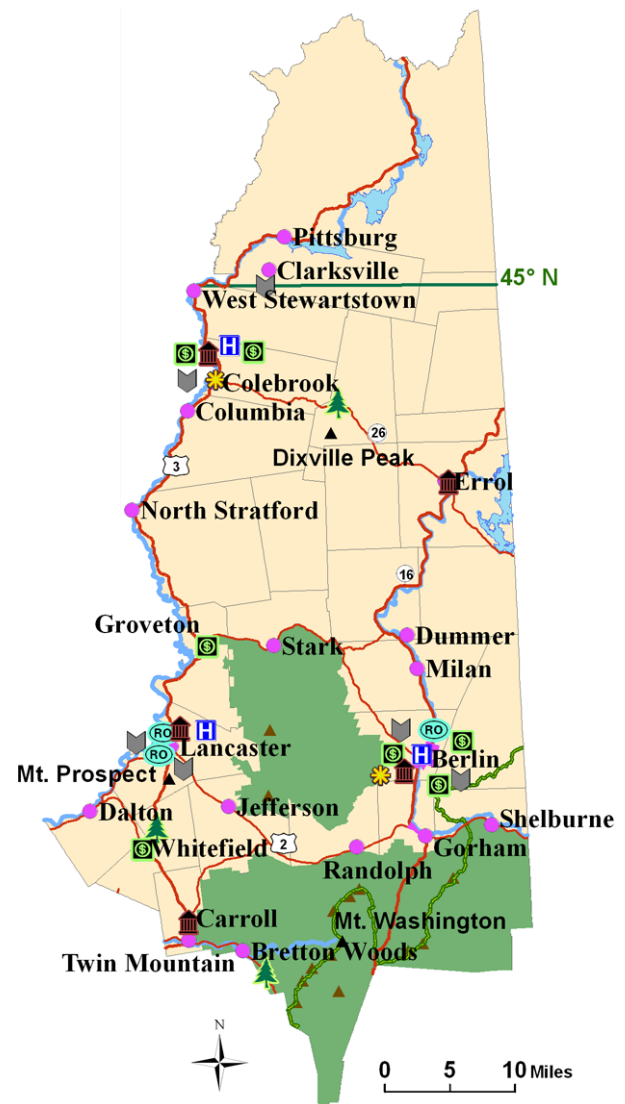 Pittsburg
Clarksville
45° N
West Stewartstown
$
H
$
Colebrook
Columbia
26
Dixville Peak
3
Errol
North Stratford
16
Groveton
$
Dummer
Stark
Milan
RO
H
RO
$
Lancaster
RO
$
H
Berlin
Mt. Prospect
$
Dalton
Jefferson
Shelburne
$
Whitefield
2
Gorham
Randolph
Carroll
Mt. Washington
Twin Mountain
Bretton Woods
N
0 5 10 Miles